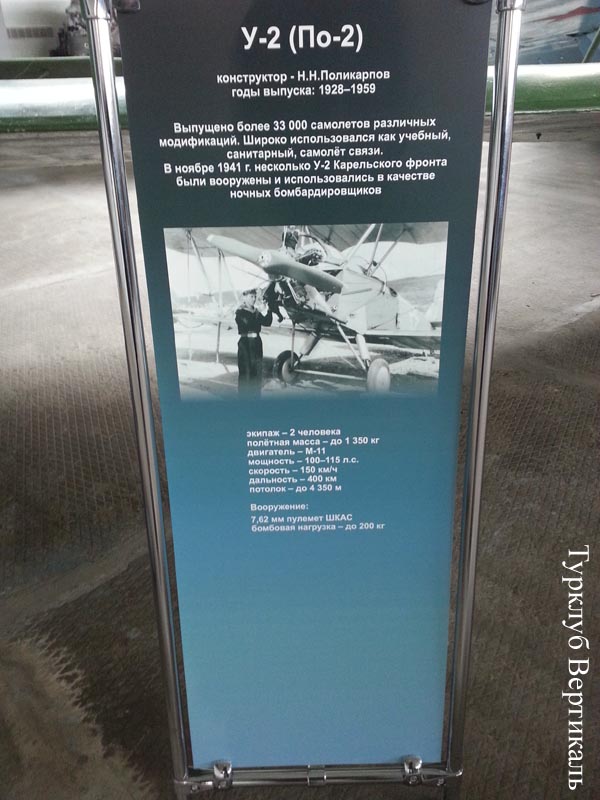 У-2 (По-2)
конструктор - Н.Н.Поликарпов
годы выпуска: 1928–1959
Выпущено более 33 000 самолетов различных
модификаций. Широко использовался как учебный,
санитарный, самолёт связи.
В ноябре 1941 г. несколько У-2 Карельского фронта
были вооружены и использовались в качестве
ночных бомбардировщиков
экипаж – 2 человека
полётная масса – до 1 350 кг
двигатель – М-11
мощность – 100–115 л.с.
скорость – 150 км/ч
дальность – 400 км
потолок – до 4 350 м
Вооружение:
7,62 мм пулемет ШКАС
бомбовая нагрузка – до 200 кг
Турклуб Вертикаль